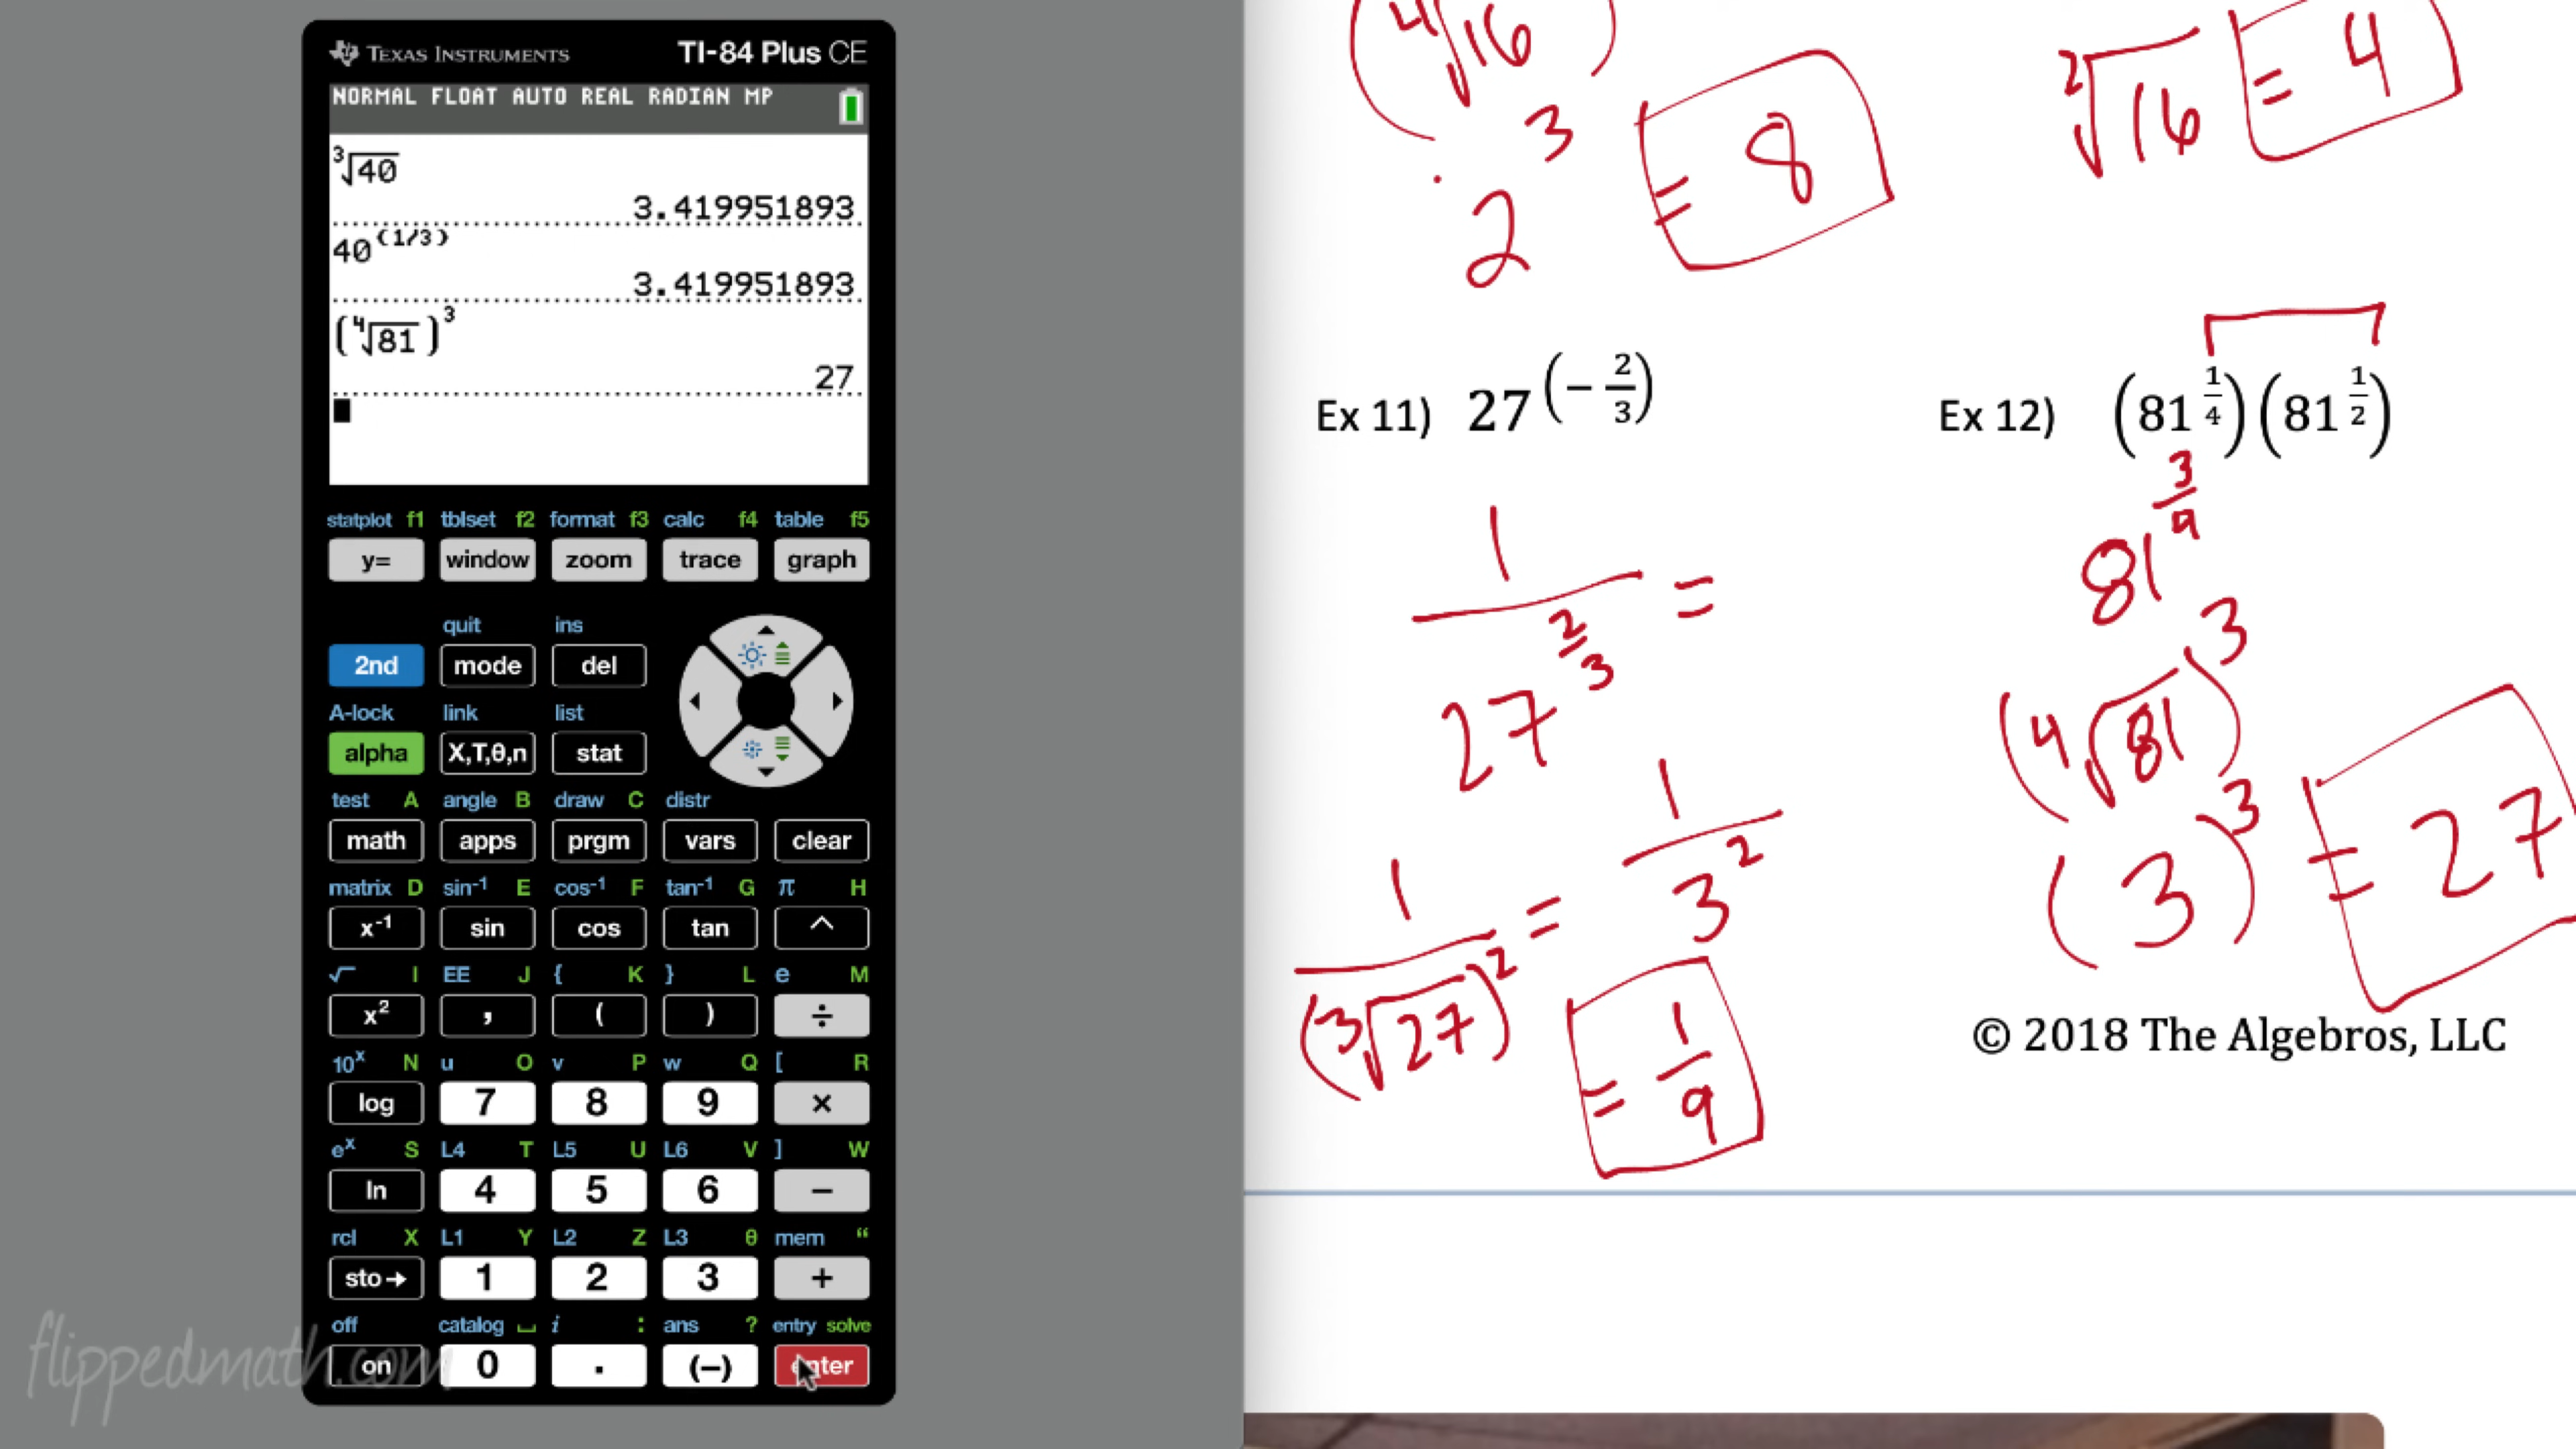 TEXAS INSTRUMENTS TI-84 Plus CE
NORMAL FLOAT AUTO REAL RADIAN MP
³√40
3.419951893
40^(1/3)
3.419951893
(⁴√81)³
27
statplot f1 tblset f2 format f3 calc f4 table f5
y= window zoom trace graph
quit ins
2nd mode del
A-lock link list
alpha X,T,θ,n stat
test A angle B draw C distr
math apps prgm vars clear
matrix D sin⁻¹ E cos⁻¹ F tan⁻¹ G π H
x⁻¹ sin cos tan ^
√ I EE J { K } L e M
x² , ( ) ÷
10ˣ N u O v P w Q [ R
log 7 8 9 ×
eˣ S L4 T L5 U L6 V ] W
ln 4 5 6 −
rcl X L1 Y L2 Z L3 θ mem “
sto→ 1 2 3 +
off catalog ⎵ i : ans ? entry solve
on 0 . (−) enter
flippedmath.com
(⁴√16)³
2
= 8
²√16 = 4
Ex 11) 27^(−2/3)
1 / 27^(2/3) =
1 / (³√27)² = 1 / 3²
= 1/9
Ex 12) (81^(1/4))(81^(1/2))
81^(3/4)
(⁴√81)³
(3)³ = 27
© 2018 The Algebros, LLC